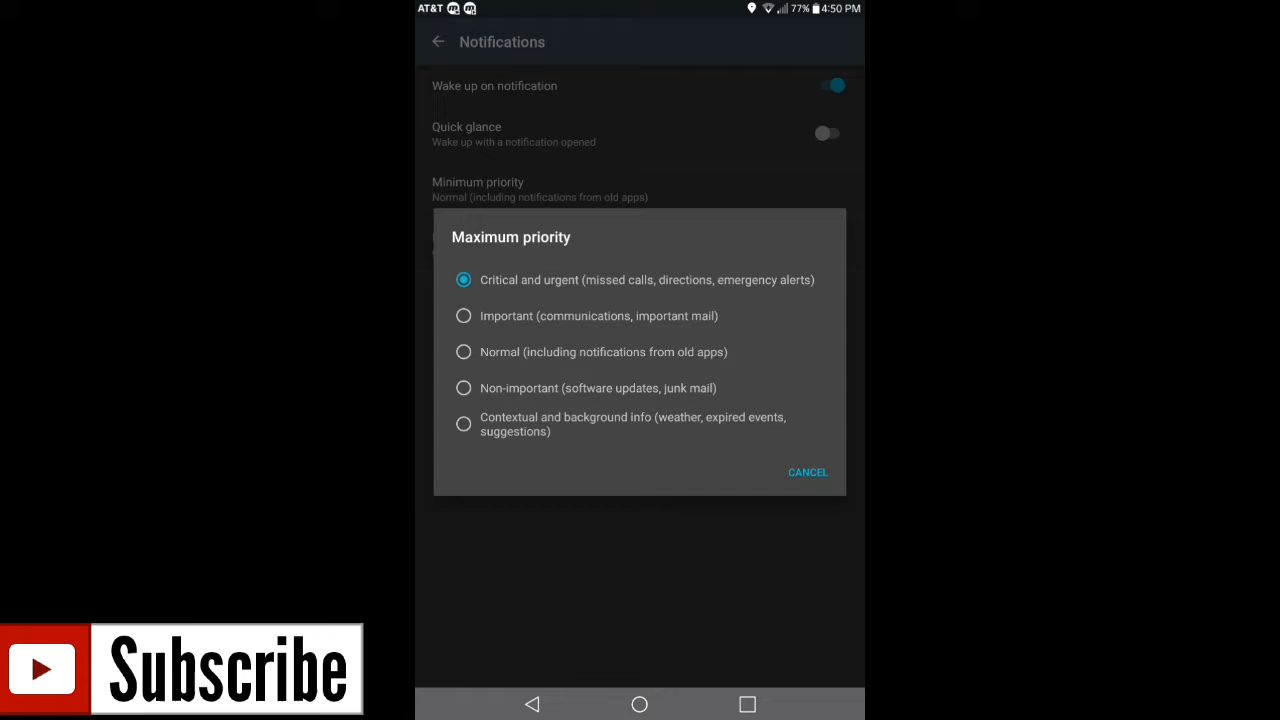 AT&T
77% 4:50 PM
Notifications
Wake up on notification
Quick glance
Wake up with a notification opened
Minimum priority
Normal (including notifications from old apps)
Maximum priority
Critical and urgent (missed calls, directions, emergency alerts)
Important (communications, important mail)
Normal (including notifications from old apps)
Non-important (software updates, junk mail)
Contextual and background info (weather, expired events,
suggestions)
CANCEL
Subscribe